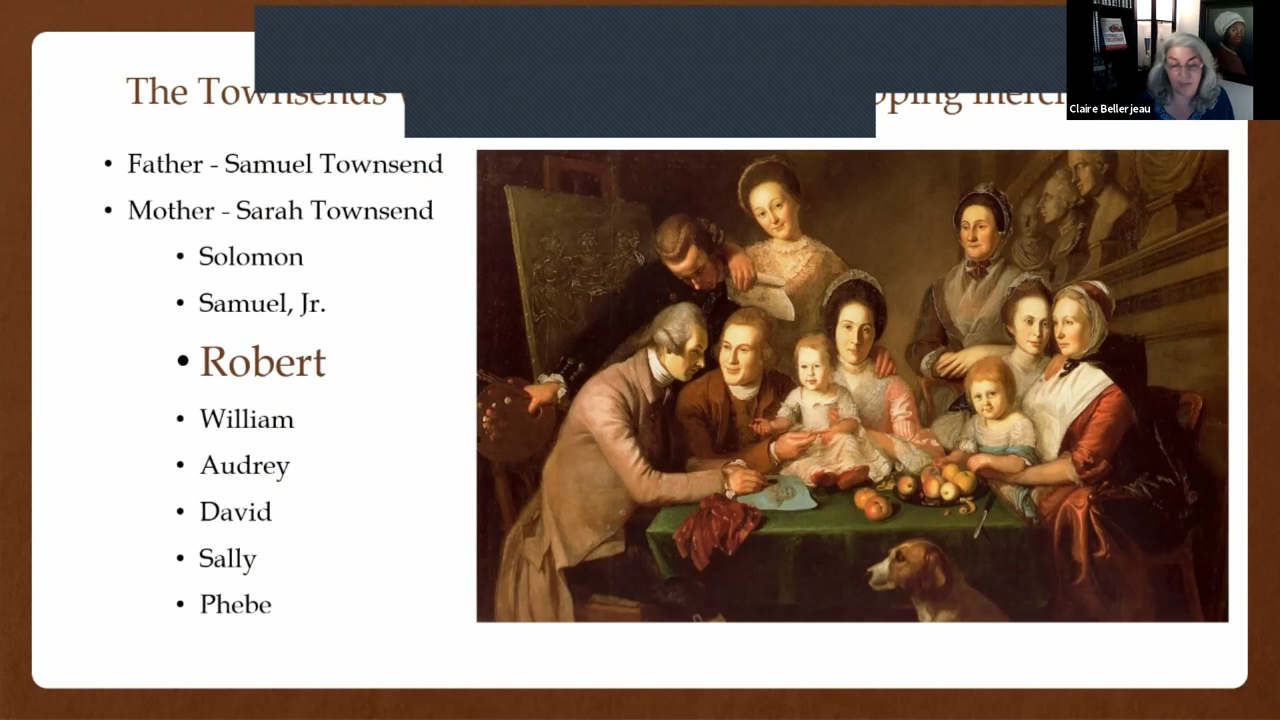 The Townsends
Claire Bellerjeau
• Father - Samuel Townsend
• Mother - Sarah Townsend
• Solomon
• Samuel, Jr.
• Robert
• William
• Audrey
• David
• Sally
• Phebe